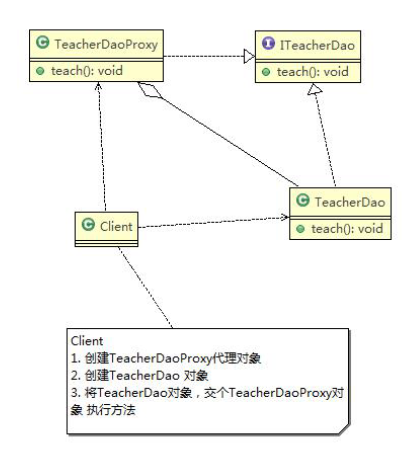 C TeacherDaoProxy
teach(): void
I ITeacherDao
teach(): void
C TeacherDao
teach(): void
C Client
Client
1. 创建TeacherDaoProxy代理对象
2. 创建TeacherDao 对象
3. 将TeacherDao对象，交个TeacherDaoProxy对
象 执行方法